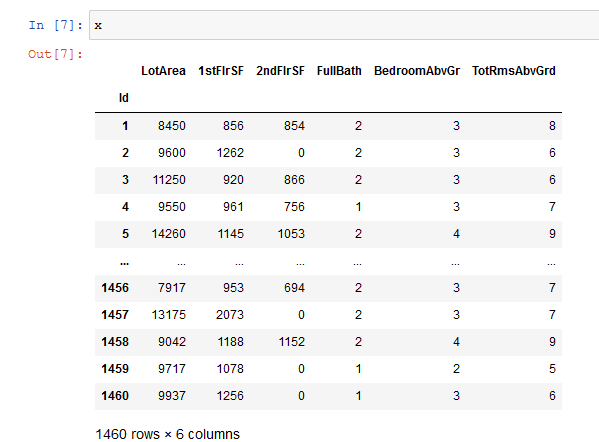 In [7]: x
Out[7]:
LotArea 1stFlrSF 2ndFlrSF FullBath BedroomAbvGr TotRmsAbvGrd
Id
1 8450 856 854 2 3 8
2 9600 1262 0 2 3 6
3 11250 920 866 2 3 6
4 9550 961 756 1 3 7
5 14260 1145 1053 2 4 9
... ... ... ... ... ... ...
1456 7917 953 694 2 3 7
1457 13175 2073 0 2 3 7
1458 9042 1188 1152 2 4 9
1459 9717 1078 0 1 2 5
1460 9937 1256 0 1 3 6
1460 rows × 6 columns